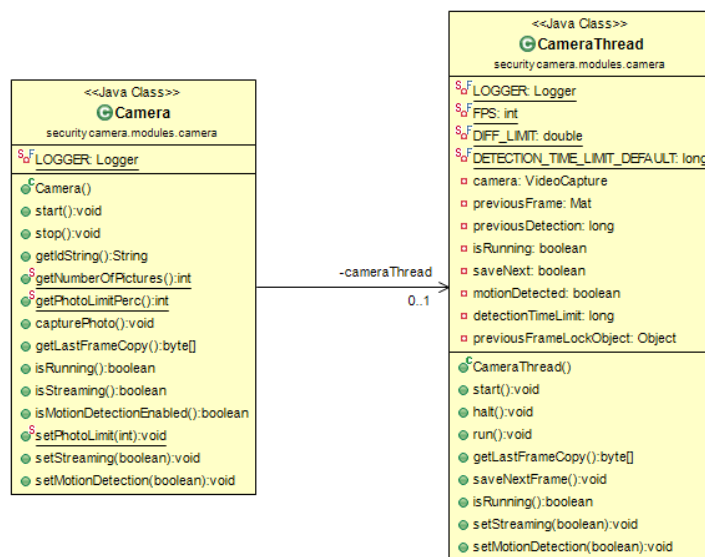 <<Java Class>>
Camera
security camera.modules.camera
LOGGER: Logger
Camera()
start():void
stop():void
getIdString():String
getNumberOfPictures():int
getPhotoLimitPerc():int
capturePhoto():void
getLastFrameCopy():byte[]
isRunning():boolean
isStreaming():boolean
isMotionDetectionEnabled():boolean
setPhotoLimit(int):void
setStreaming(boolean):void
setMotionDetection(boolean):void
-cameraThread
0..1
<<Java Class>>
CameraThread
security camera.modules.camera
LOGGER: Logger
FPS: int
DIFF_LIMIT: double
DETECTION_TIME_LIMIT_DEFAULT: long
camera: VideoCapture
previousFrame: Mat
previousDetection: long
isRunning: boolean
saveNext: boolean
motionDetected: boolean
detectionTimeLimit: long
previousFrameLockObject: Object
CameraThread()
start():void
halt():void
run():void
getLastFrameCopy():byte[]
saveNextFrame():void
isRunning():boolean
setStreaming(boolean):void
setMotionDetection(boolean):void